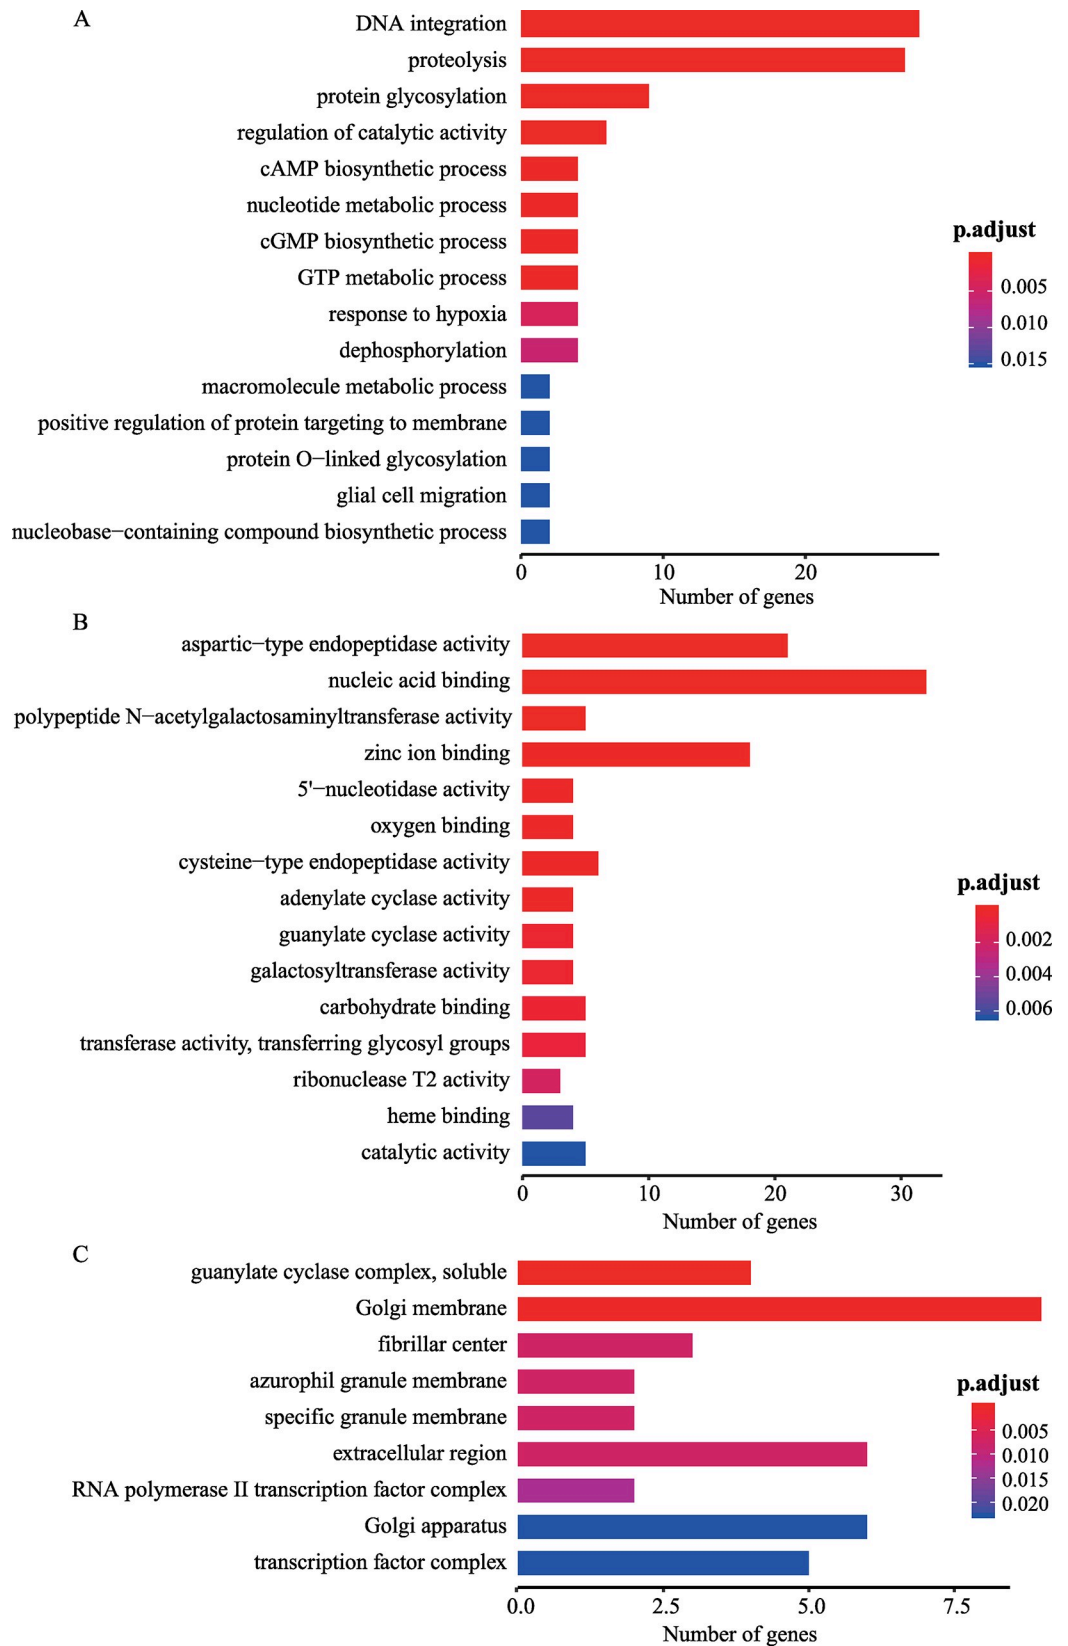 A
DNA integration
proteolysis
protein glycosylation
regulation of catalytic activity
cAMP biosynthetic process
nucleotide metabolic process
cGMP biosynthetic process
GTP metabolic process
response to hypoxia
dephosphorylation
macromolecule metabolic process
positive regulation of protein targeting to membrane
protein O−linked glycosylation
glial cell migration
nucleobase−containing compound biosynthetic process
0 10 20
Number of genes
p.adjust
0.005
0.010
0.015
B
aspartic−type endopeptidase activity
nucleic acid binding
polypeptide N−acetylgalactosaminyltransferase activity
zinc ion binding
5'−nucleotidase activity
oxygen binding
cysteine−type endopeptidase activity
adenylate cyclase activity
guanylate cyclase activity
galactosyltransferase activity
carbohydrate binding
transferase activity, transferring glycosyl groups
ribonuclease T2 activity
heme binding
catalytic activity
0 10 20 30
Number of genes
p.adjust
0.002
0.004
0.006
C
guanylate cyclase complex, soluble
Golgi membrane
fibrillar center
azurophil granule membrane
specific granule membrane
extracellular region
RNA polymerase II transcription factor complex
Golgi apparatus
transcription factor complex
0.0 2.5 5.0 7.5
Number of genes
p.adjust
0.005
0.010
0.015
0.020